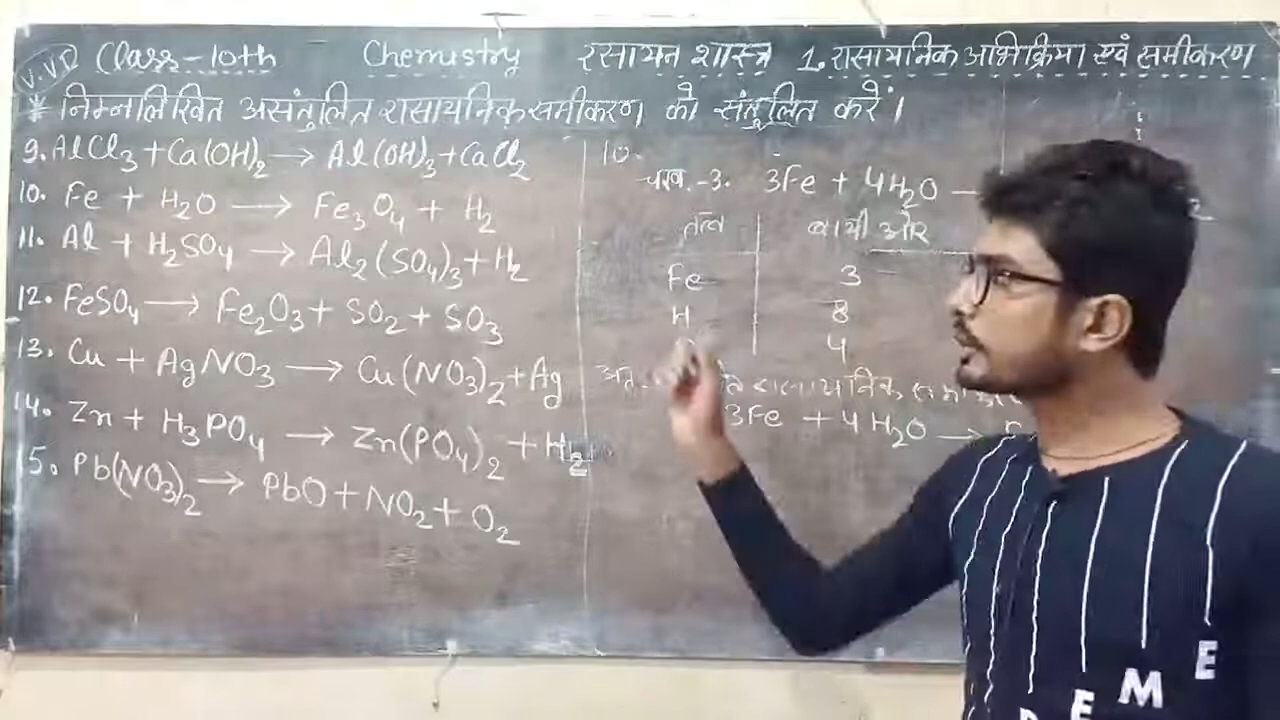 V.V.I Class-10th Chemistry रसायन शास्त्र 1. रासायनिक अभिक्रिया एवं समीकरण
* निम्नलिखित असंतुलित रासायनिक समीकरण को संतुलित करें।
9. AlCl₃ + Ca(OH)₂ → Al(OH)₃ + CaCl₂
10. Fe + H₂O → Fe₃O₄ + H₂
11. Al + H₂SO₄ → Al₂(SO₄)₃ + H₂
12. FeSO₄ → Fe₂O₃ + SO₂ + SO₃
13. Cu + AgNO₃ → Cu(NO₃)₂ + Ag
14. Zn + H₃PO₄ → Zn(PO₄)₂ + H₂
15. Pb(NO₃)₂ → PbO + NO₂ + O₂
10.
चरण.-3. 3Fe + 4H₂O — ₂
तत्व बायी ओर
Fe 3
H 8
4
अतः रासायनिक
3Fe + 4H₂O →
E
M
E